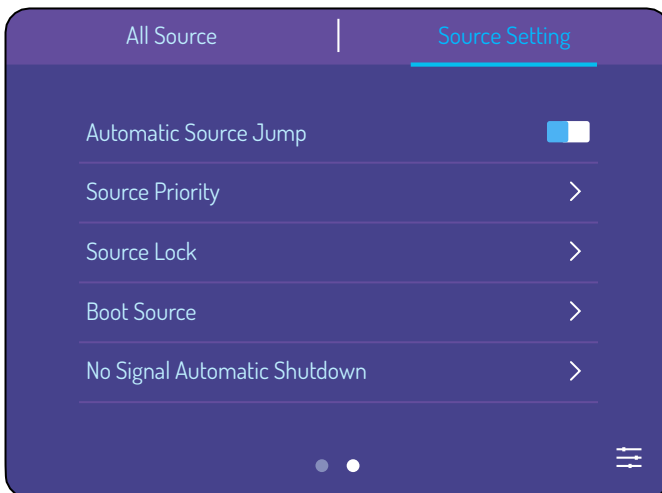 All Source
Source Setting
Automatic Source Jump
Source Priority
Source Lock
Boot Source
No Signal Automatic Shutdown